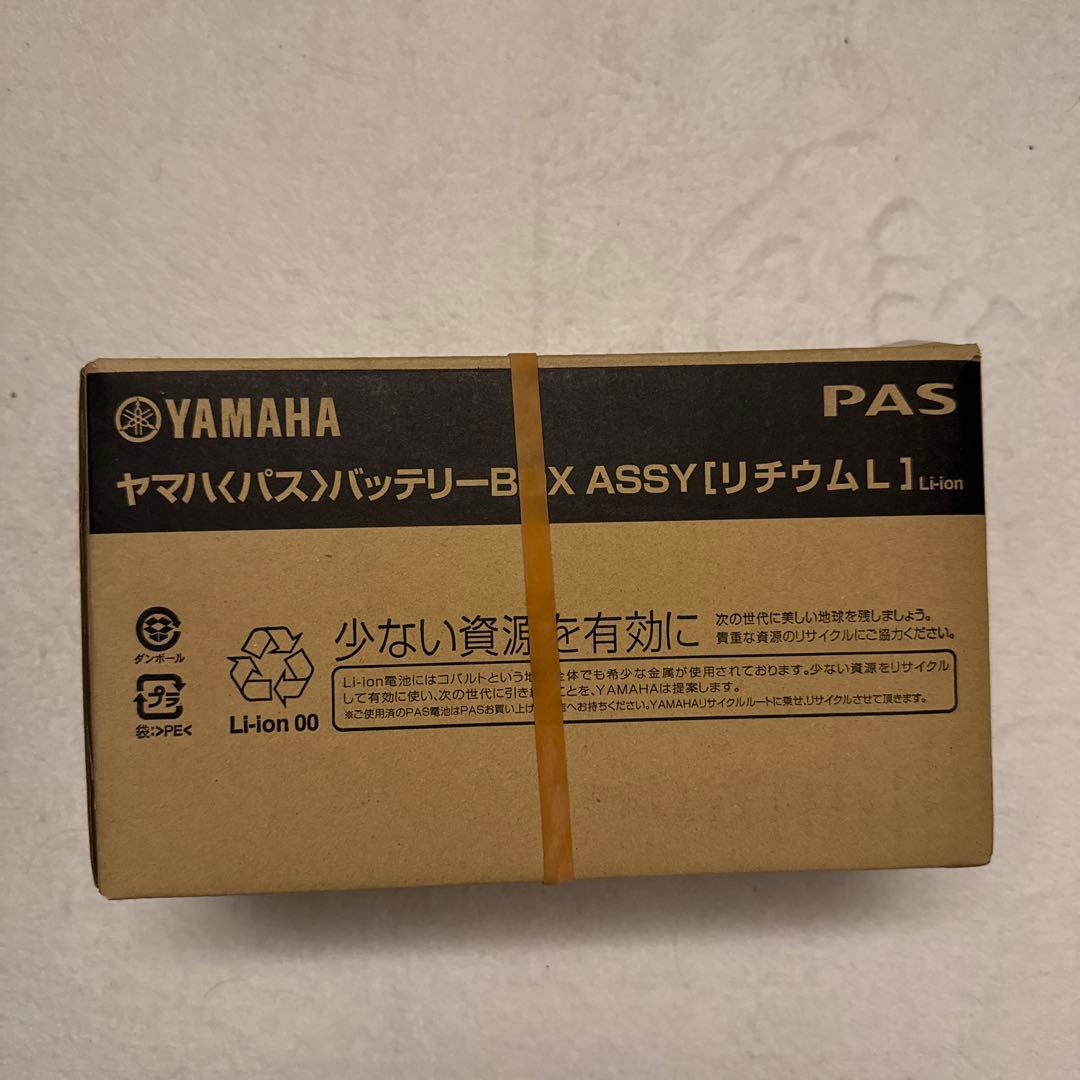 YAMAHA
PAS
ヤマハ〈パス〉バッテリーB X ASSY[リチウムL] Li-ion
ダンボール
プラ
袋:>PE<
Li-ion 00
少ない資源を有効に
次の世代に美しい地球を残しましょう。
貴重な資源のリサイクルにご協力ください。
Li-ion電池にはコバルトという地 全体でも希少な金属が使用されております。少ない資源をリサイクル
して有効に使い、次の世代に引き継 ことを、YAMAHAは提案します。
※ご使用済のPAS電池はPASお買い上げ 店へお持ちください。YAMAHAリサイクルルートに乗せ、リサイクルさせて頂きます。